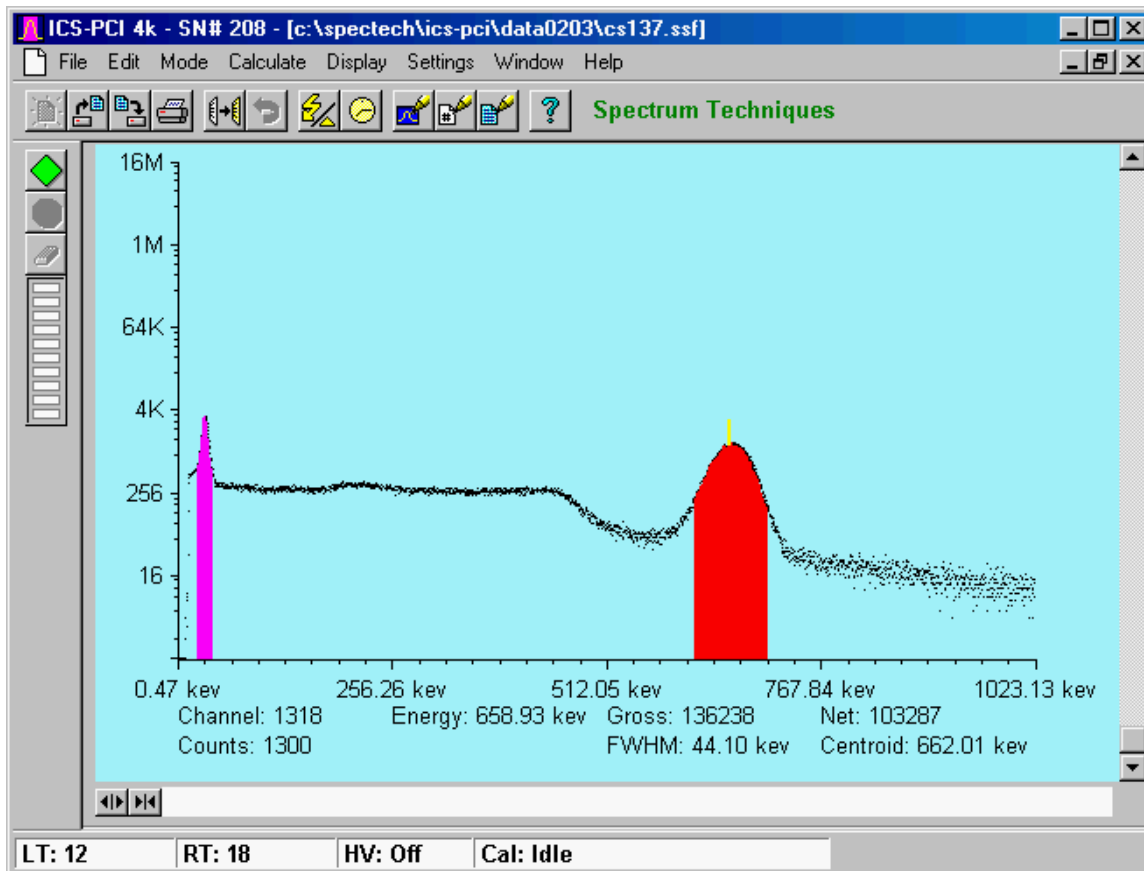 ICS-PCI 4k - SN# 208 - [c:\spectech\ics-pci\data0203\cs137.ssf]
File Edit Mode Calculate Display Settings Window Help
Spectrum Techniques
16M
1M
64K
4K
256
16
0.47 kev 256.26 kev 512.05 kev 767.84 kev 1023.13 kev
Channel: 1318 Energy: 658.93 kev Gross: 136238 Net: 103287
Counts: 1300 FWHM: 44.10 kev Centroid: 662.01 kev
LT: 12 RT: 18 HV: Off Cal: Idle